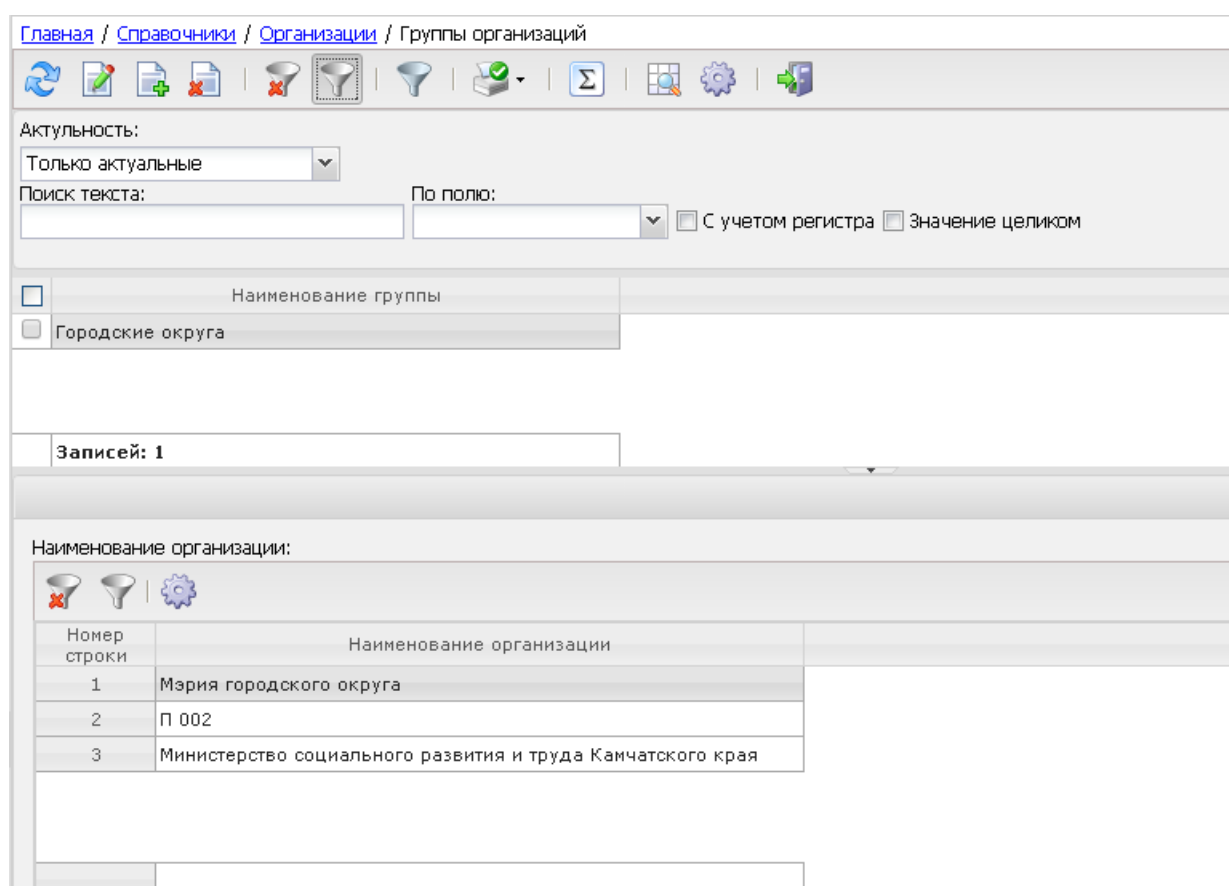 Главная / Справочники / Организации / Группы организаций
Σ
Актульность:
Только актуальные
Поиск текста: По полю:
С учетом регистра Значение целиком
Наименование группы
Городские округа
Записей: 1
Наименование организации:
Номер строки Наименование организации
1 Мэрия городского округа
2 П 002
3 Министерство социального развития и труда Камчатского края